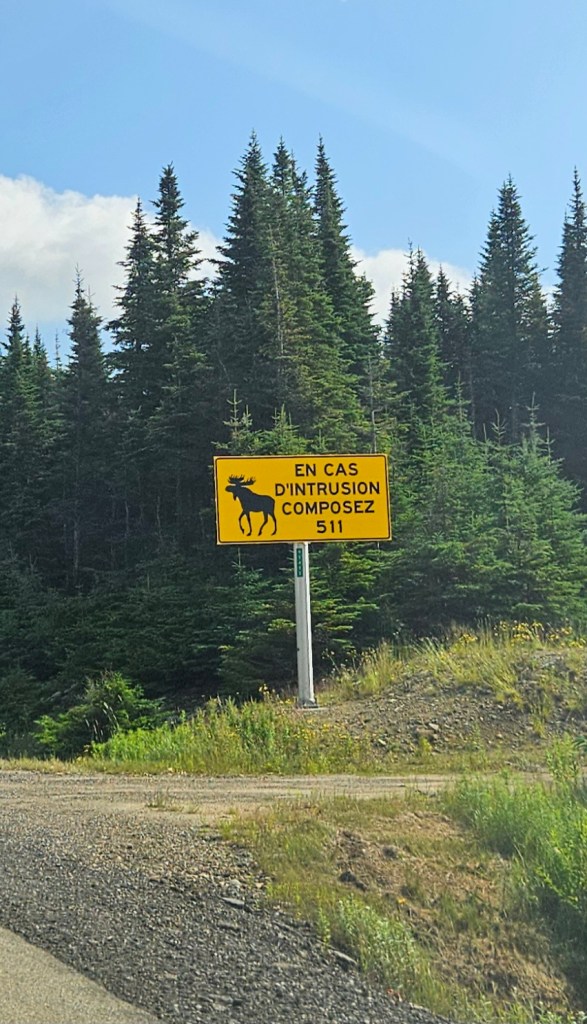 EN CAS
D'INTRUSION
COMPOSEZ
511